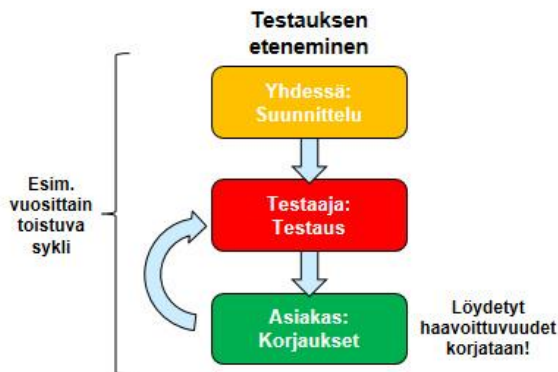 Testauksen
eteneminen
Yhdessä:
Suunnittelu
Esim.
vuosittain
toistuva
sykli
Testaaja:
Testaus
Asiakas:
Korjaukset
Löydetyt
haavoittuvuudet
korjataan!